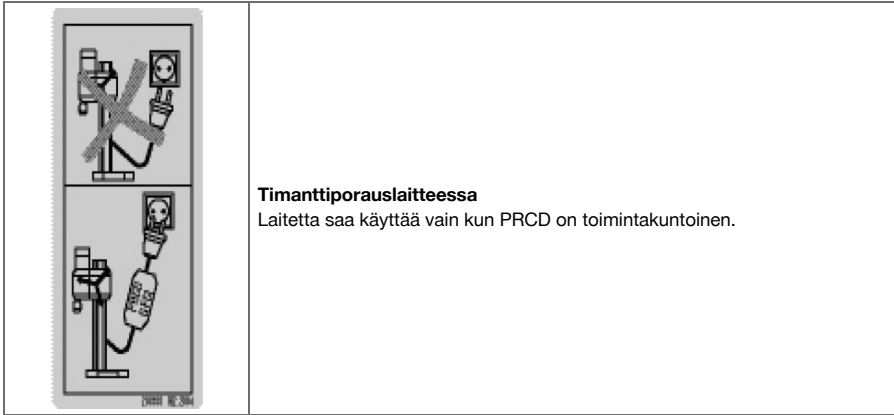 Timanttiporauslaitteessa
Laitetta saa käyttää vain kun PRCD on toimintakuntoinen.